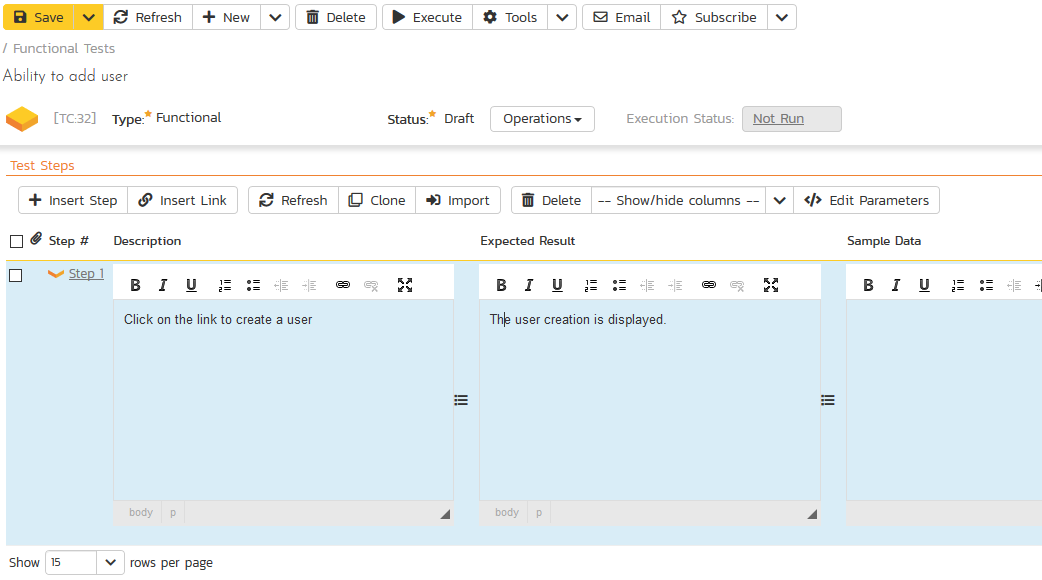 Save Refresh New Delete Execute Tools Email Subscribe
/ Functional Tests
Ability to add user
[TC:32] Type: Functional Status: Draft Operations Execution Status: Not Run
Test Steps
Insert Step Insert Link Refresh Clone Import Delete -- Show/hide columns -- Edit Parameters
Step # Description Expected Result Sample Data
Step 1 B I U B I U B I U
Click on the link to create a user The user creation is displayed.
body p body p
Show 15 rows per page